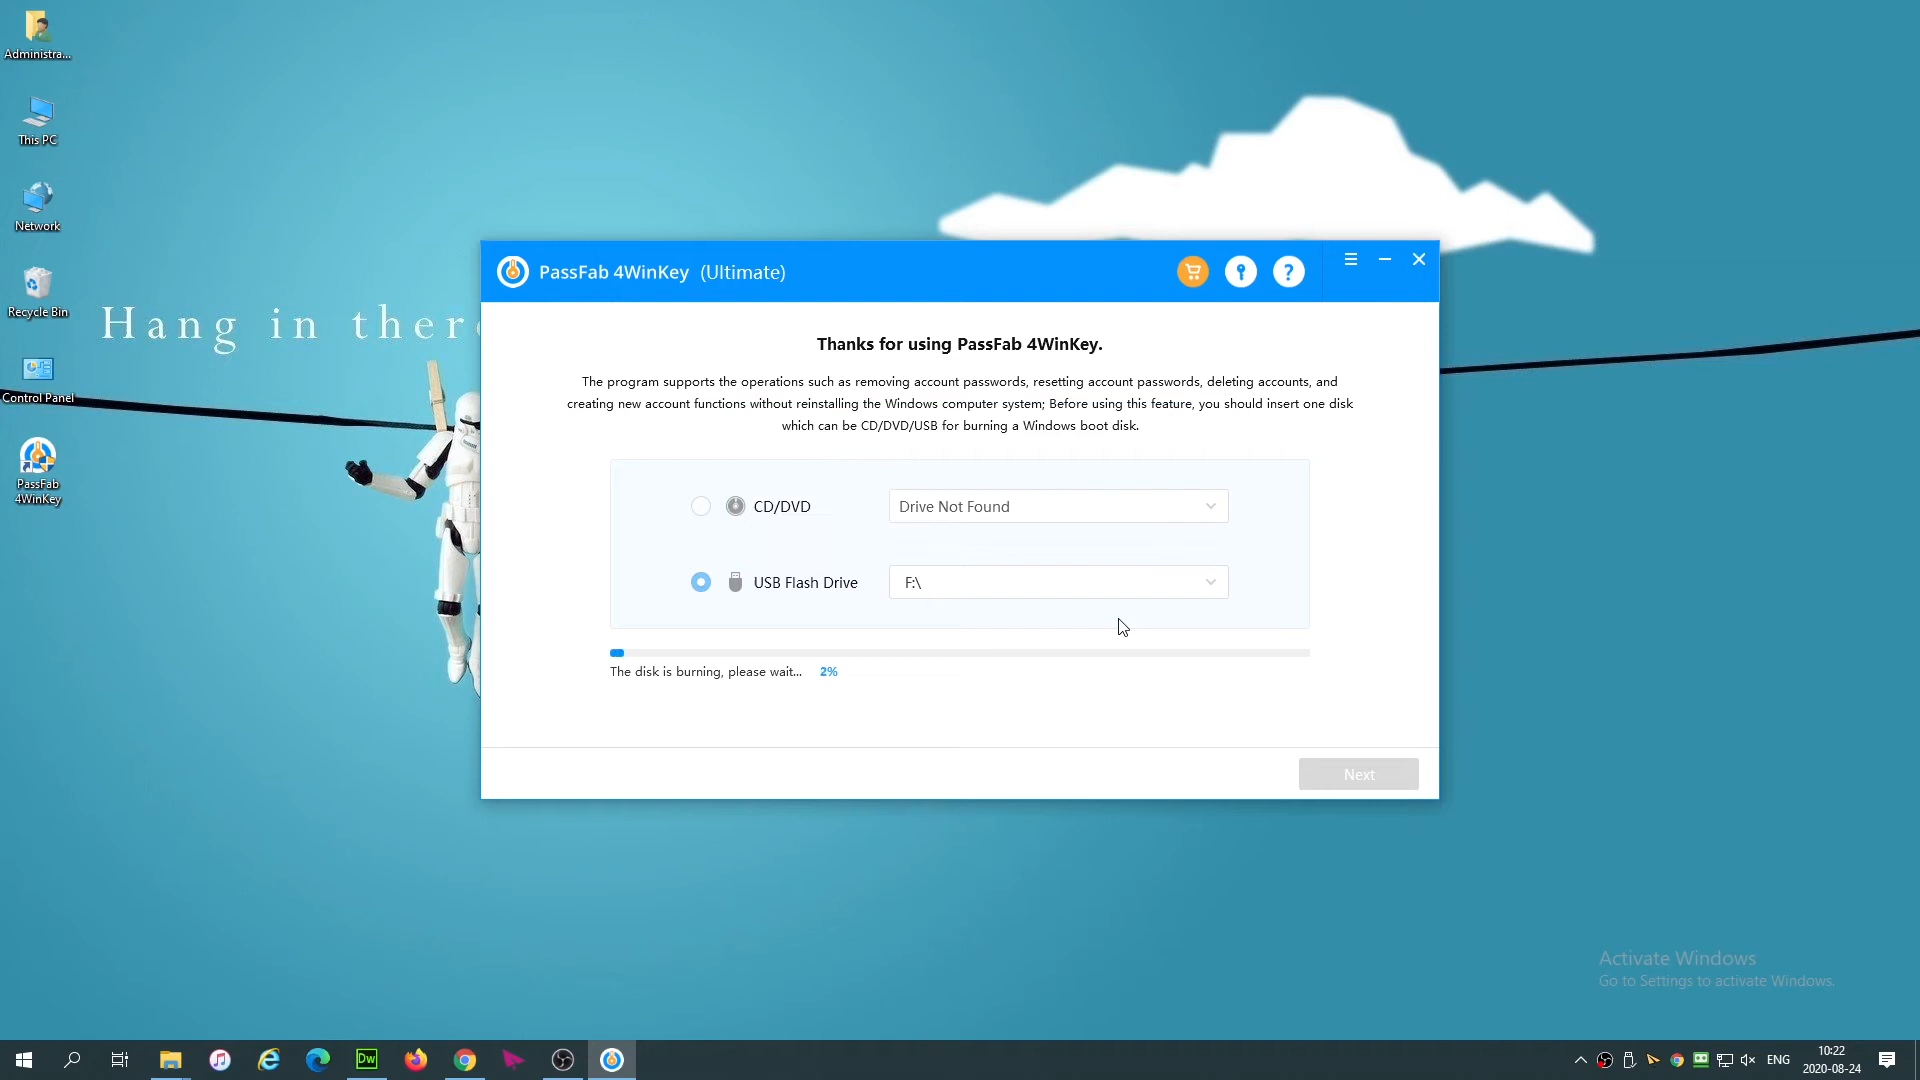 Administra...
This PC
Network
Recycle Bin
Control Panel
PassFab
4WinKey
Hang in there
PassFab 4WinKey (Ultimate)
Thanks for using PassFab 4WinKey.
The program supports the operations such as removing account passwords, resetting account passwords, deleting accounts, and
creating new account functions without reinstalling the Windows computer system; Before using this feature, you should insert one disk
which can be CD/DVD/USB for burning a Windows boot disk.
CD/DVD
Drive Not Found
USB Flash Drive
F:\
The disk is burning, please wait... 2%
Next
Activate Windows
Go to Settings to activate Windows.
Dw
ENG
10:22
2020-08-24